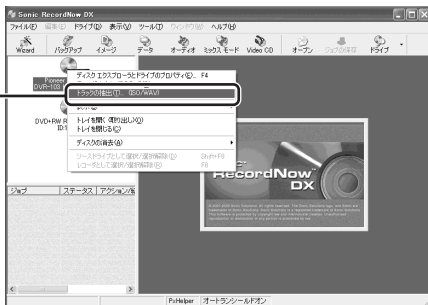 Sonic RecordNow DX
ファイル(F) 編集(E) ドライブ(D) 表示(V) ツール(T) ウィンドウ(W) ヘルプ(H)
Wizard バックアップ イメージ データ オーディオ ミックス モード Video CD オープン ジョブの保存 ドライブ
Pioneer
DVR-103
DVD+RW R
ディスク エクスプローラとドライブのプロパティ(E).. F4
トラックの抽出(T)... (ISO/WAV)
トレイを開く(取り出し)(O)
トレイを閉じる(C)
ディスクの消去(A)
ソースドライブとして選択/選択解除(D) Shift+F8
レコーダとして選択/選択解除(R) F8
RecordNow
DX
ジョブ ステータス アクション/転
PxHelper オートランシールドオン